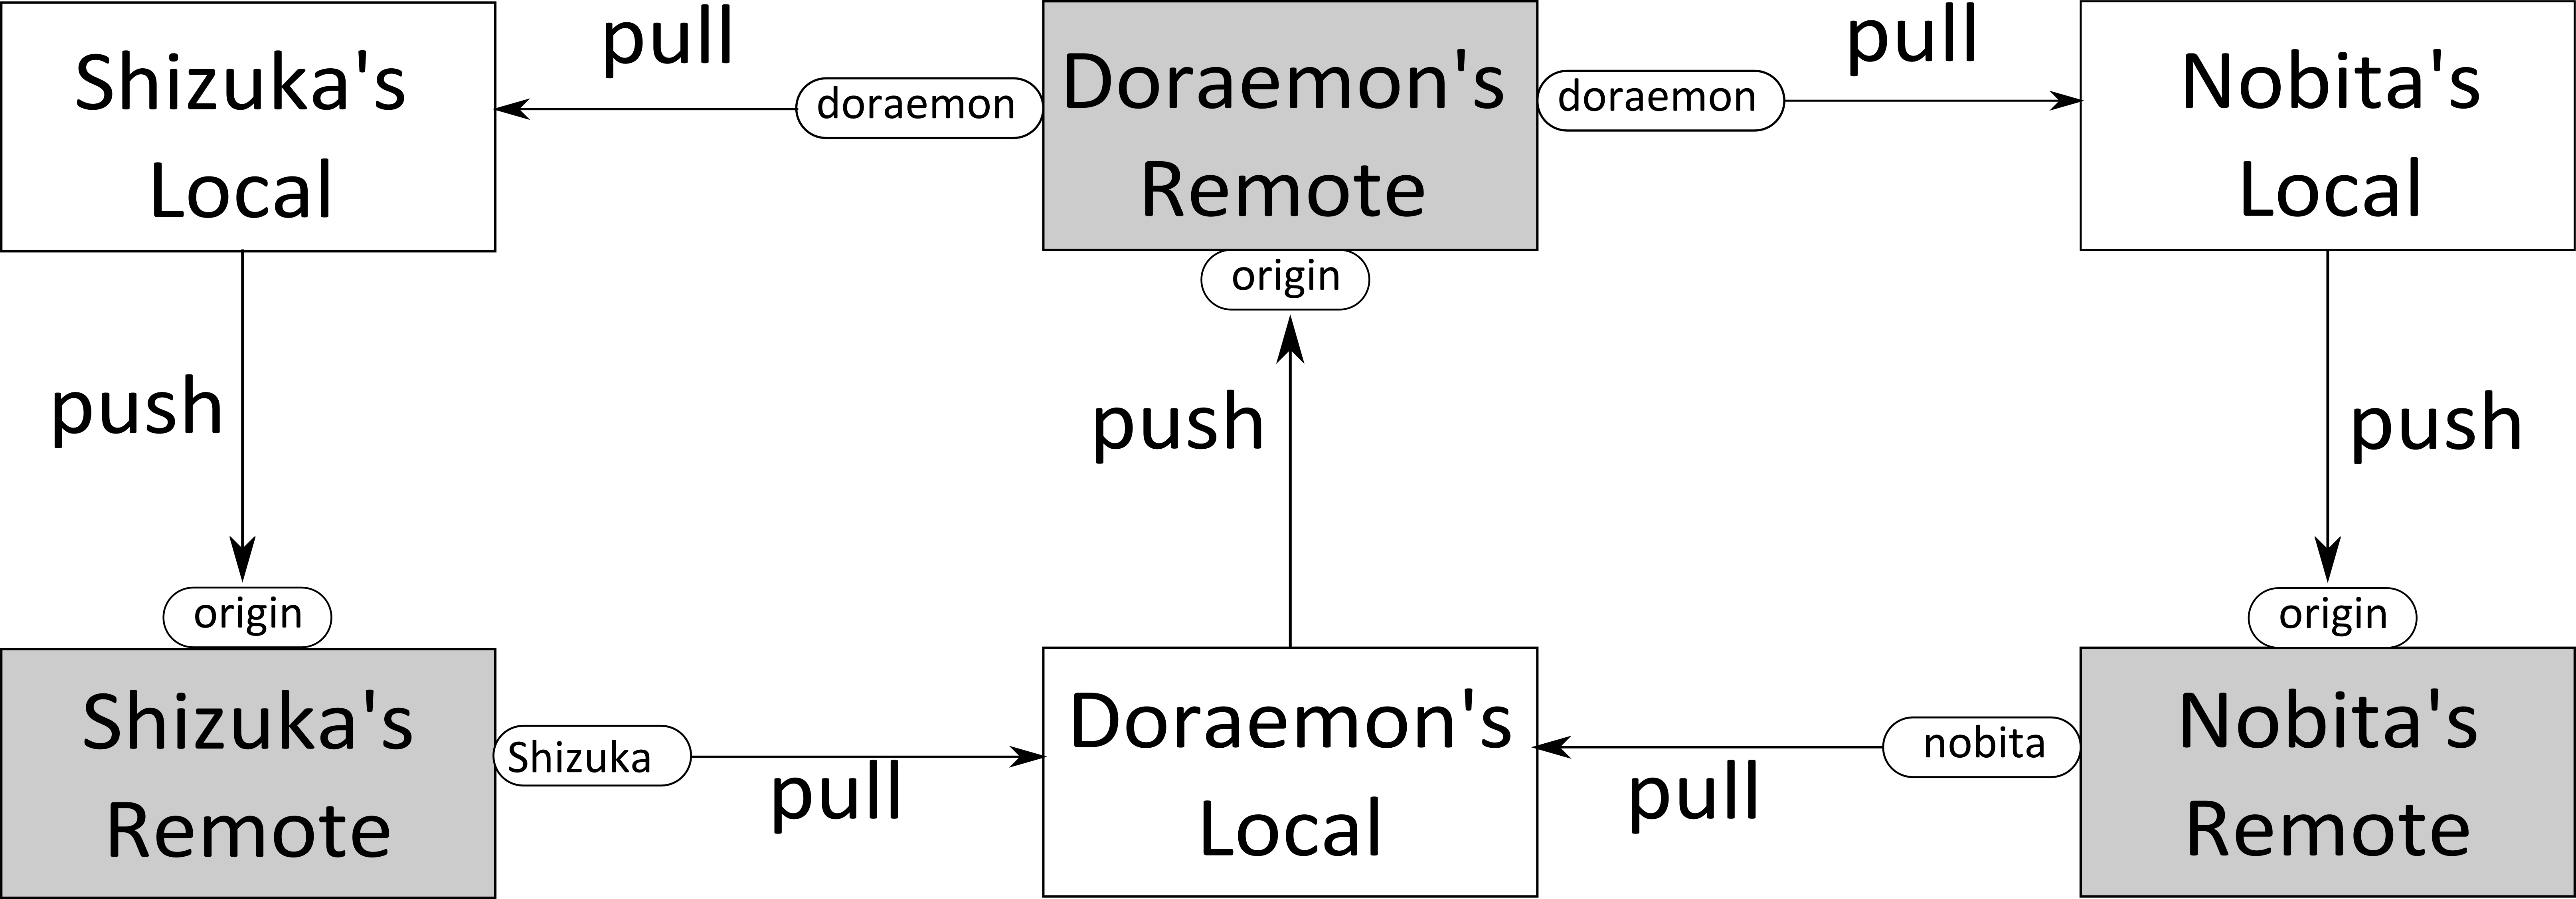 Shizuka's
Local
pull
doraemon
Doraemon's
Remote
doraemon
pull
Nobita's
Local
origin
push
push
push
origin
origin
Shizuka's
Remote
Shizuka
pull
Doraemon's
Local
pull
nobita
Nobita's
Remote